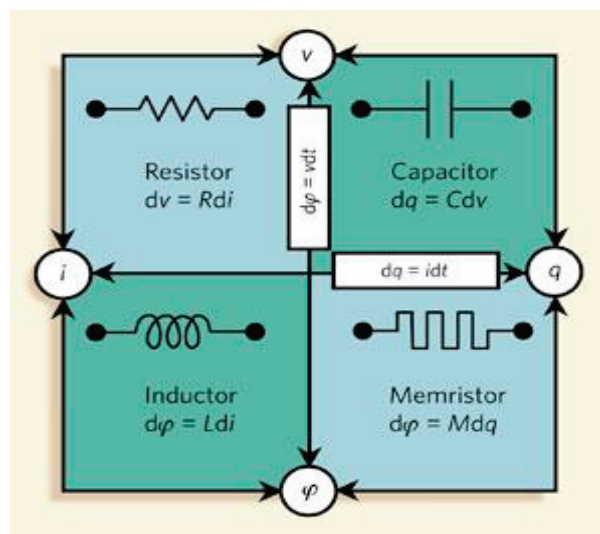 v
Resistor
dv = Rdi
dφ = vdt
Capacitor
dq = Cdv
i
dq = idt
q
Inductor
dφ = Ldi
Memristor
dφ = Mdq
φ